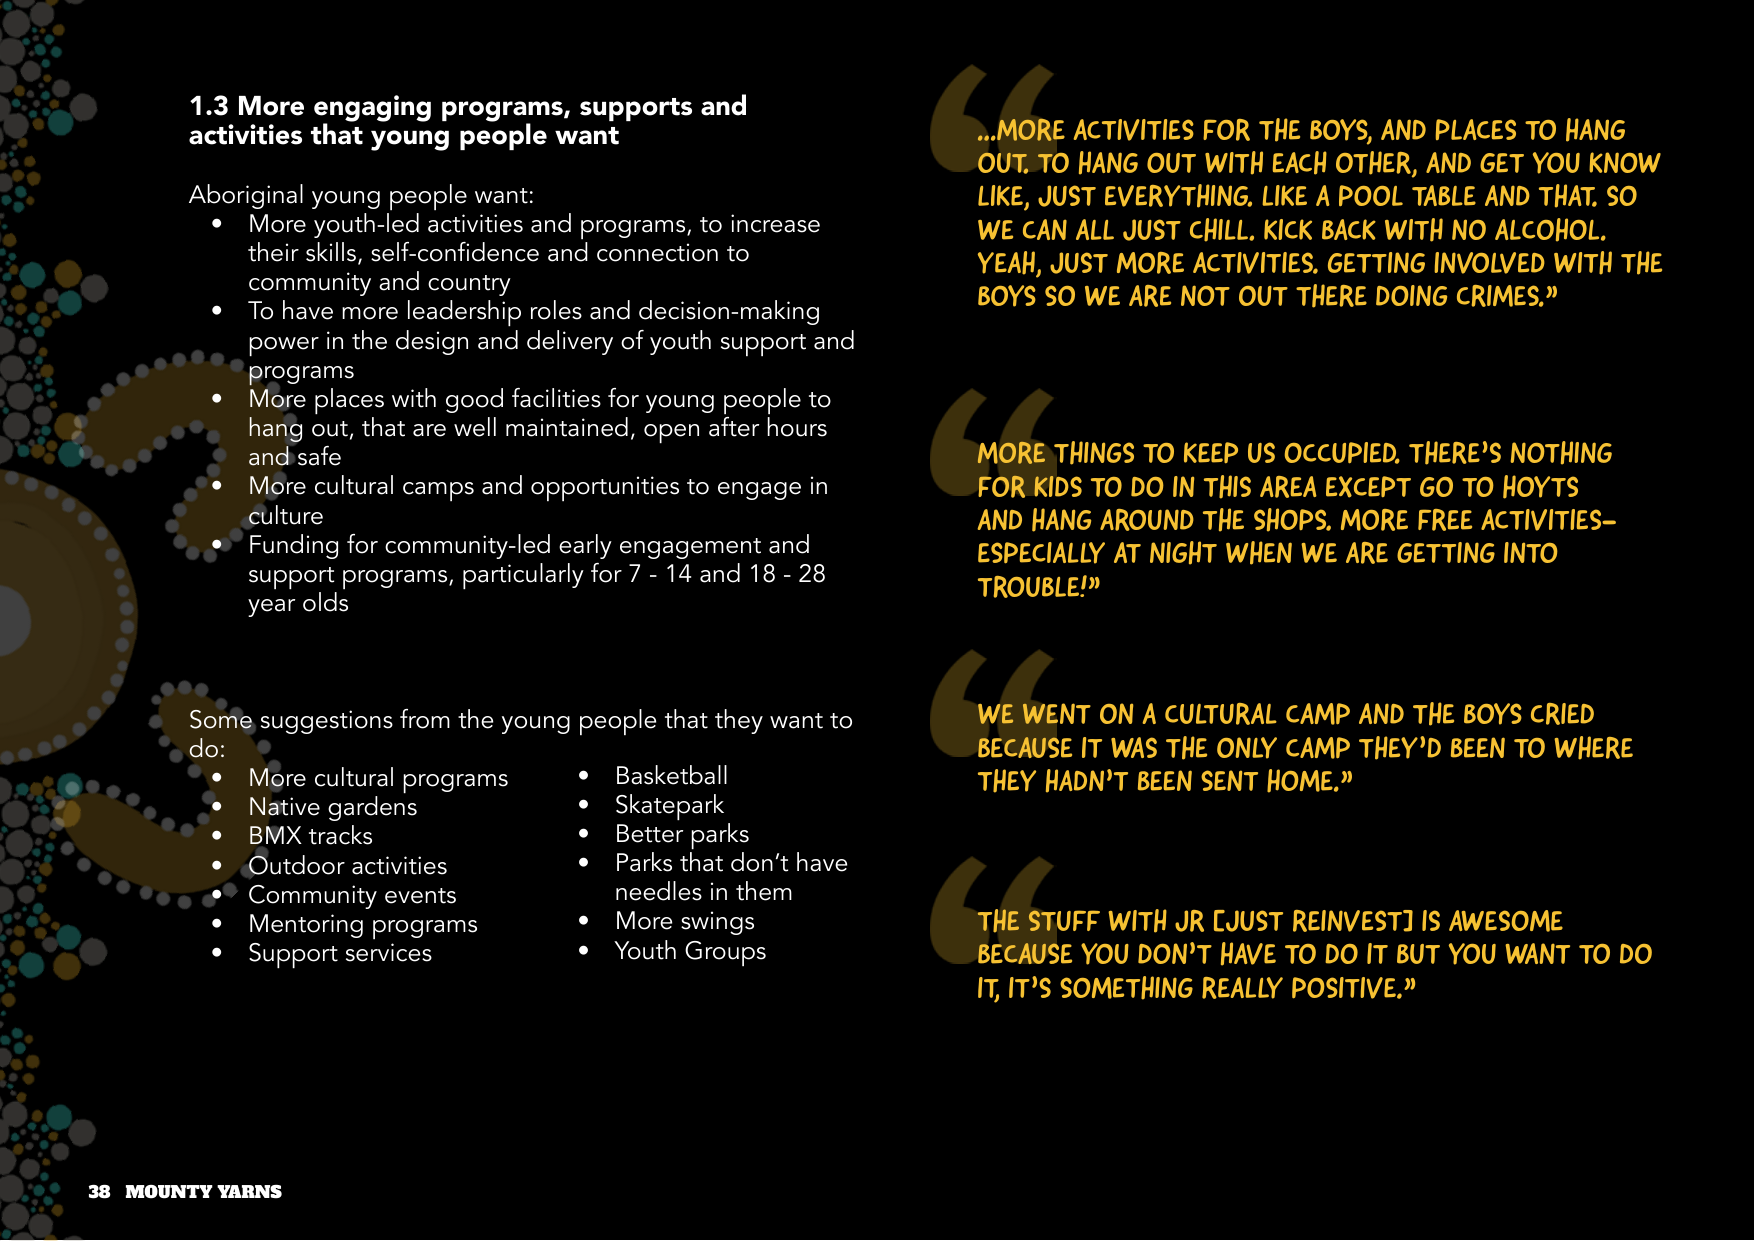 1.3 More engaging programs, supports and
activities that young people want
Aboriginal young people want:
• More youth-led activities and programs, to increase
their skills, self-confidence and connection to
community and country
• To have more leadership roles and decision-making
power in the design and delivery of youth support and
programs
• More places with good facilities for young people to
hang out, that are well maintained, open after hours
and safe
• More cultural camps and opportunities to engage in
culture
• Funding for community-led early engagement and
support programs, particularly for 7 - 14 and 18 - 28
year olds
Some suggestions from the young people that they want to
do:
• More cultural programs
• Native gardens
• BMX tracks
• Outdoor activities
• Community events
• Mentoring programs
• Support services
• Basketball
• Skatepark
• Better parks
• Parks that don’t have
needles in them
• More swings
• Youth Groups
“
...MORE ACTIVITIES FOR THE BOYS, AND PLACES TO HANG
OUT. TO HANG OUT WITH EACH OTHER, AND GET YOU KNOW
LIKE, JUST EVERYTHING. LIKE A POOL TABLE AND THAT. SO
WE CAN ALL JUST CHILL. KICK BACK WITH NO ALCOHOL.
YEAH, JUST MORE ACTIVITIES. GETTING INVOLVED WITH THE
BOYS SO WE ARE NOT OUT THERE DOING CRIMES.”
“
MORE THINGS TO KEEP US OCCUPIED. THERE’S NOTHING
FOR KIDS TO DO IN THIS AREA EXCEPT GO TO HOYTS
AND HANG AROUND THE SHOPS. MORE FREE ACTIVITIES–
ESPECIALLY AT NIGHT WHEN WE ARE GETTING INTO
TROUBLE!”
“
WE WENT ON A CULTURAL CAMP AND THE BOYS CRIED
BECAUSE IT WAS THE ONLY CAMP THEY’D BEEN TO WHERE
THEY HADN’T BEEN SENT HOME.”
“
THE STUFF WITH JR [JUST REINVEST] IS AWESOME
BECAUSE YOU DON’T HAVE TO DO IT BUT YOU WANT TO DO
IT, IT’S SOMETHING REALLY POSITIVE.”
38 MOUNTY YARNS